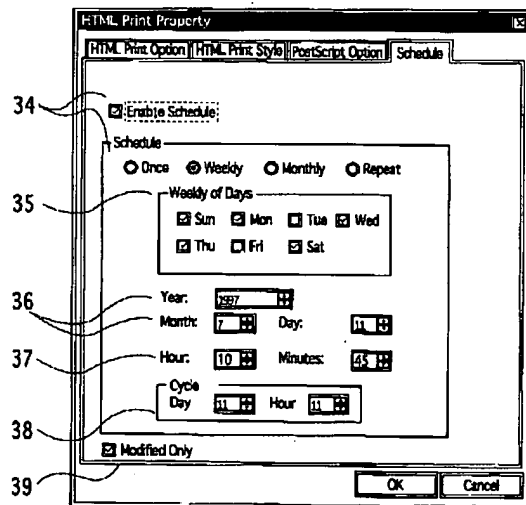 HTML Print Property
HTML Print Option HTML Print Style PostScript Option Schedule
34
Enable Schedule
Schedule
Once Weekly Monthly Repeat
35
Weekly of Days
Sun Mon Tue Wed
Thu Fri Sat
36
Year: 1997
Month: 7 Day: 11
37
Hour: 10 Minutes: 45
Cycle
38
Day 11 Hour 11
Modified Only
39
OK Cancel